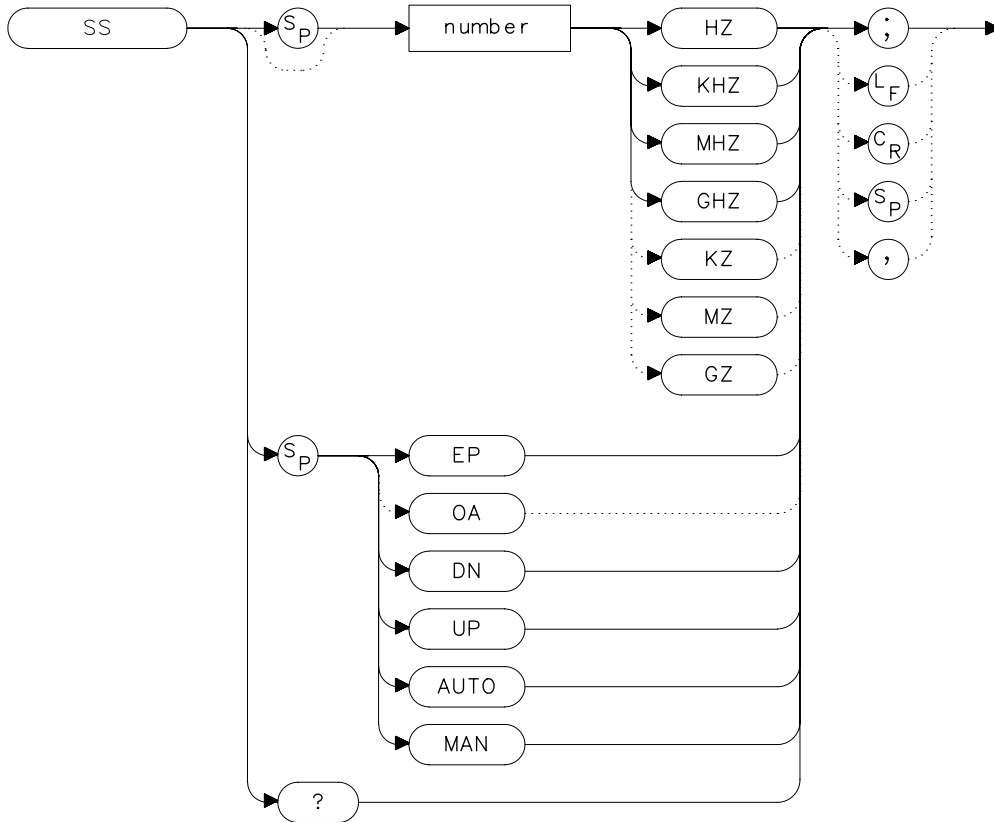 SS
SP
number
HZ
;
KHZ
LF
MHZ
CR
GHZ
SP
KZ
,
MZ
GZ
SP
EP
OA
DN
UP
AUTO
MAN
?